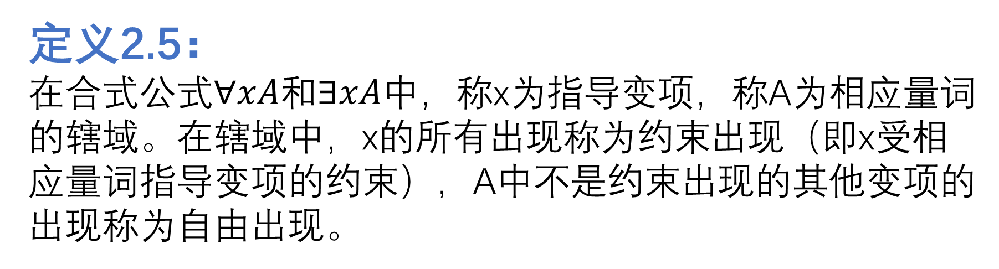 定义2.5：
在合式公式∀xA和∃xA中，称x为指导变项，称A为相应量词
的辖域。在辖域中，x的所有出现称为约束出现（即x受相
应量词指导变项的约束），A中不是约束出现的其他变项的
出现称为自由出现。